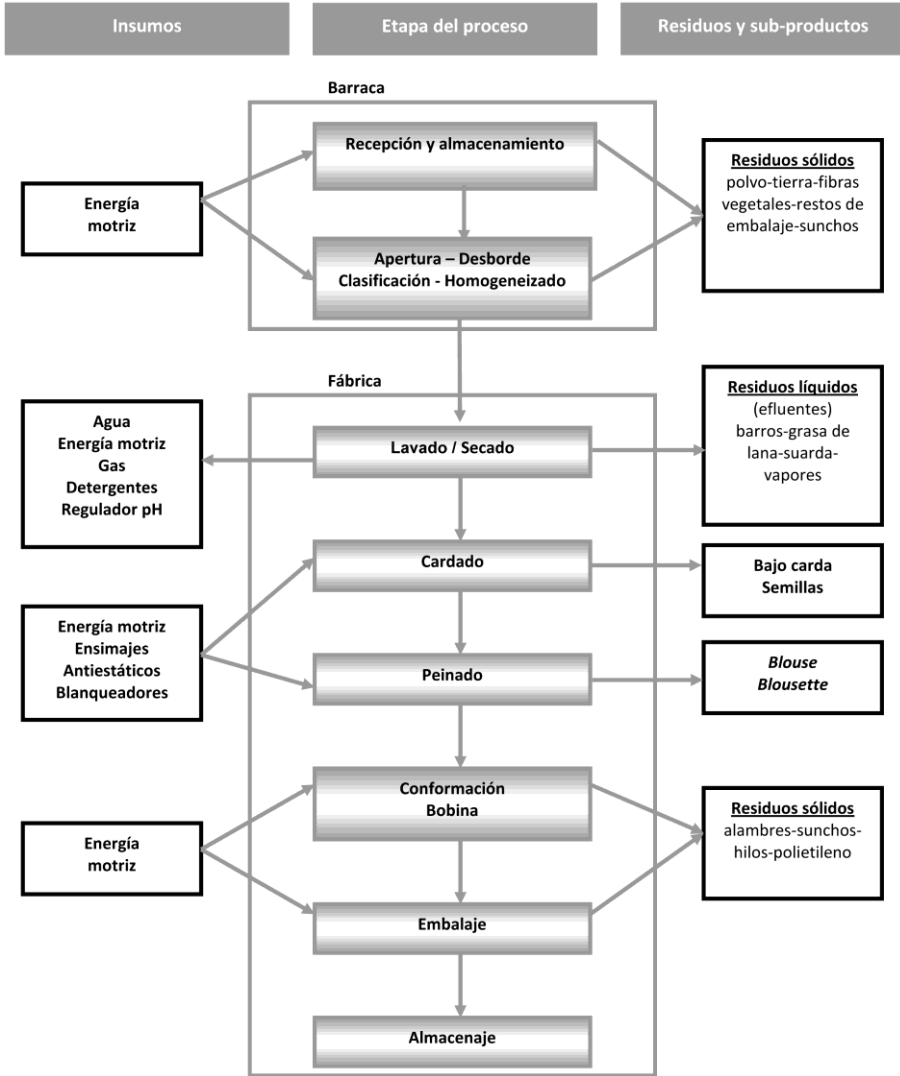 Insumos
Etapa del proceso
Residuos y sub-productos
Barraca
Recepción y almacenamiento
Energía
motriz
Residuos sólidos
polvo-tierra-fibras
vegetales-restos de
embalaje-sunchos
Apertura – Desborde
Clasificación - Homogeneizado
Fábrica
Agua
Energía motriz
Gas
Detergentes
Regulador pH
Lavado / Secado
Residuos líquidos
(efluentes)
barros-grasa de
lana-suarda-
vapores
Cardado
Bajo carda
Semillas
Energía motriz
Ensimajes
Antiestáticos
Blanqueadores
Peinado
Blouse
Blousette
Conformación
Bobina
Energía
motriz
Residuos sólidos
alambres-sunchos-
hilos-polietileno
Embalaje
Almacenaje